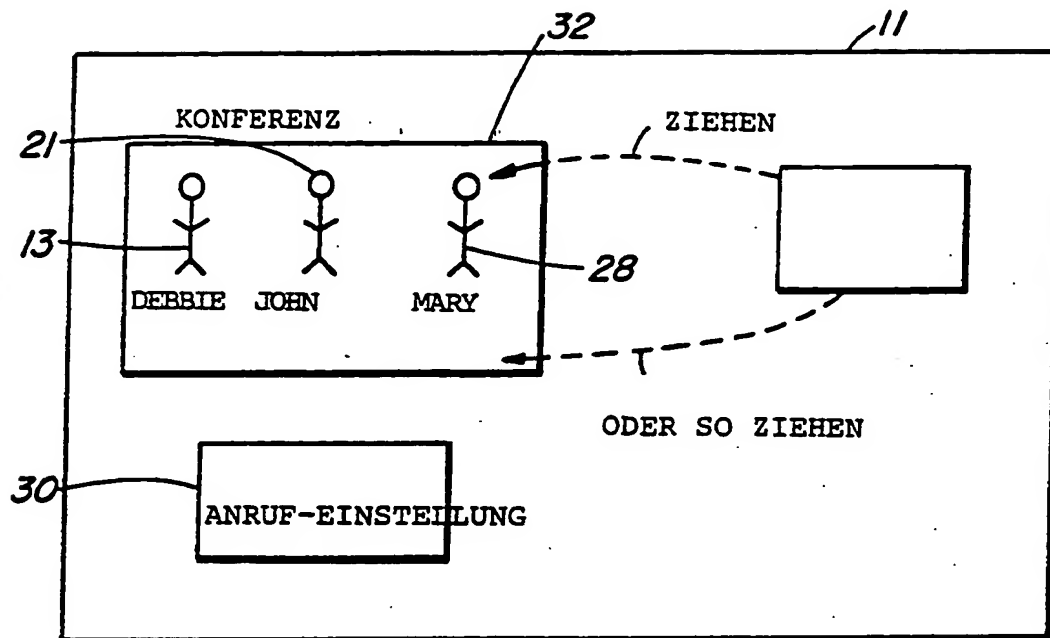 32
11
KONFERENZ
ZIEHEN
21
13
28
DEBBIE JOHN MARY
ODER SO ZIEHEN
30
ANRUF-EINSTELLUNG